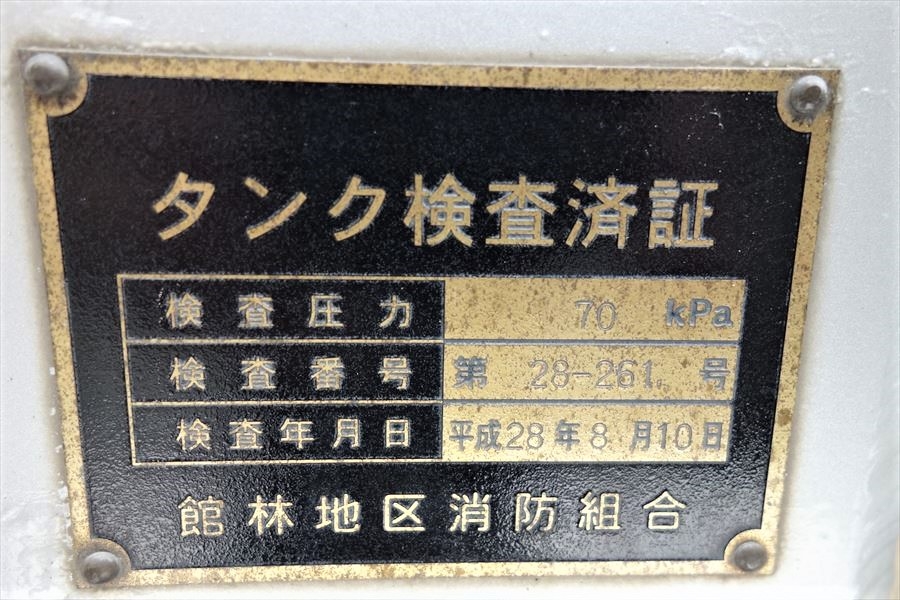 タンク検査済証
検査圧力 70 kPa
検査番号 第 28-261 号
検査年月日 平成28年8月10日
館林地区消防組合